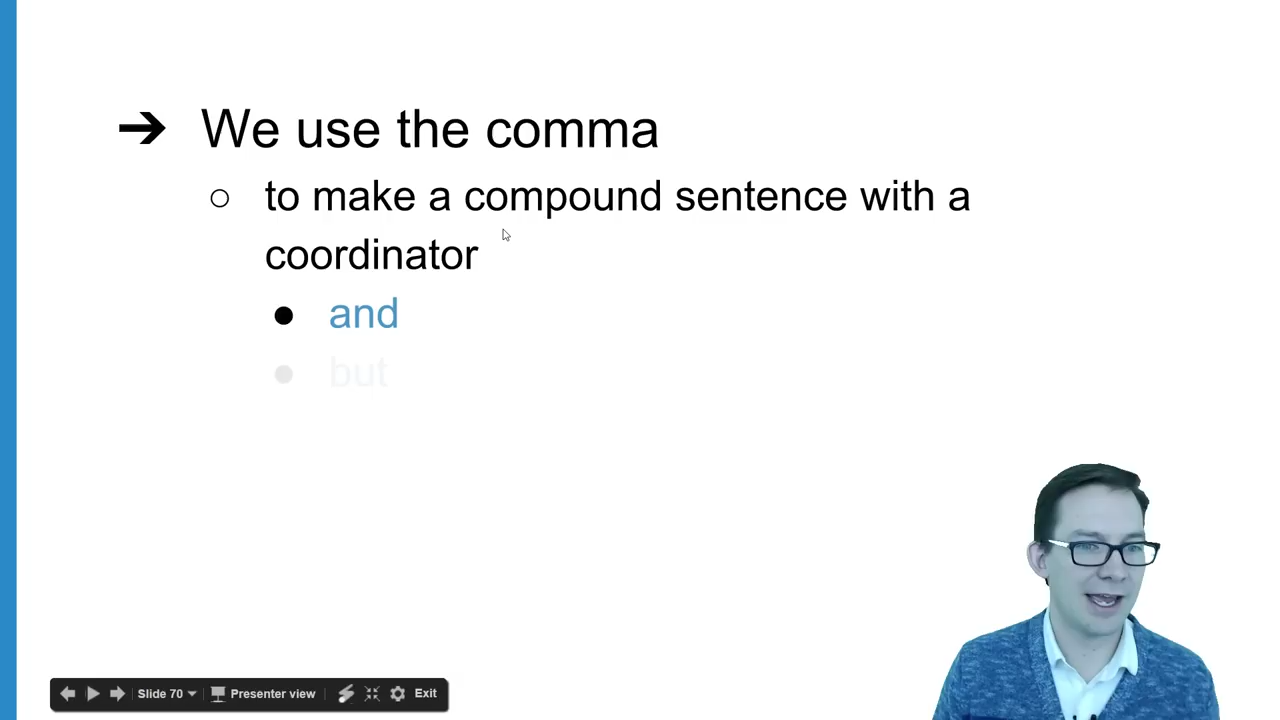 We use the comma
to make a compound sentence with a
coordinator
and
but
Slide 70
Presenter view
Exit